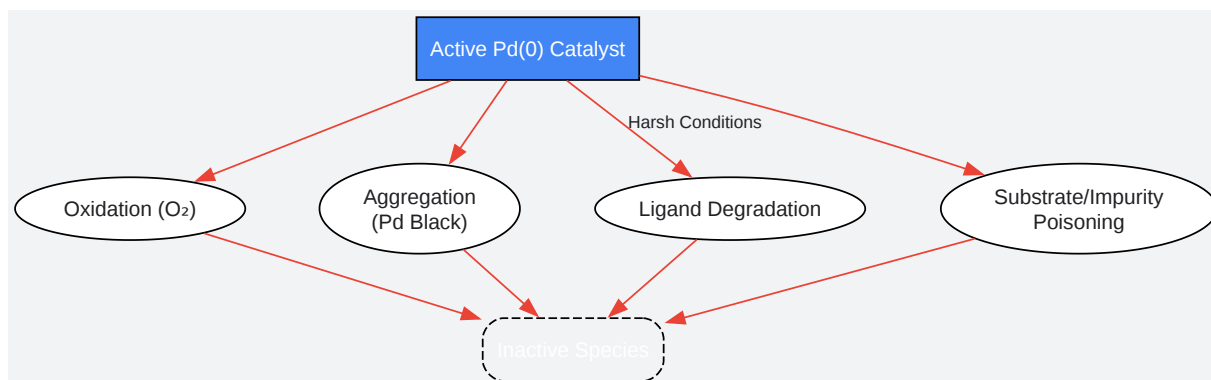 Active Pd(0) Catalyst
Harsh Conditions
Oxidation (O₂)
Aggregation
(Pd Black)
Ligand Degradation
Substrate/Impurity
Poisoning
Inactive Species